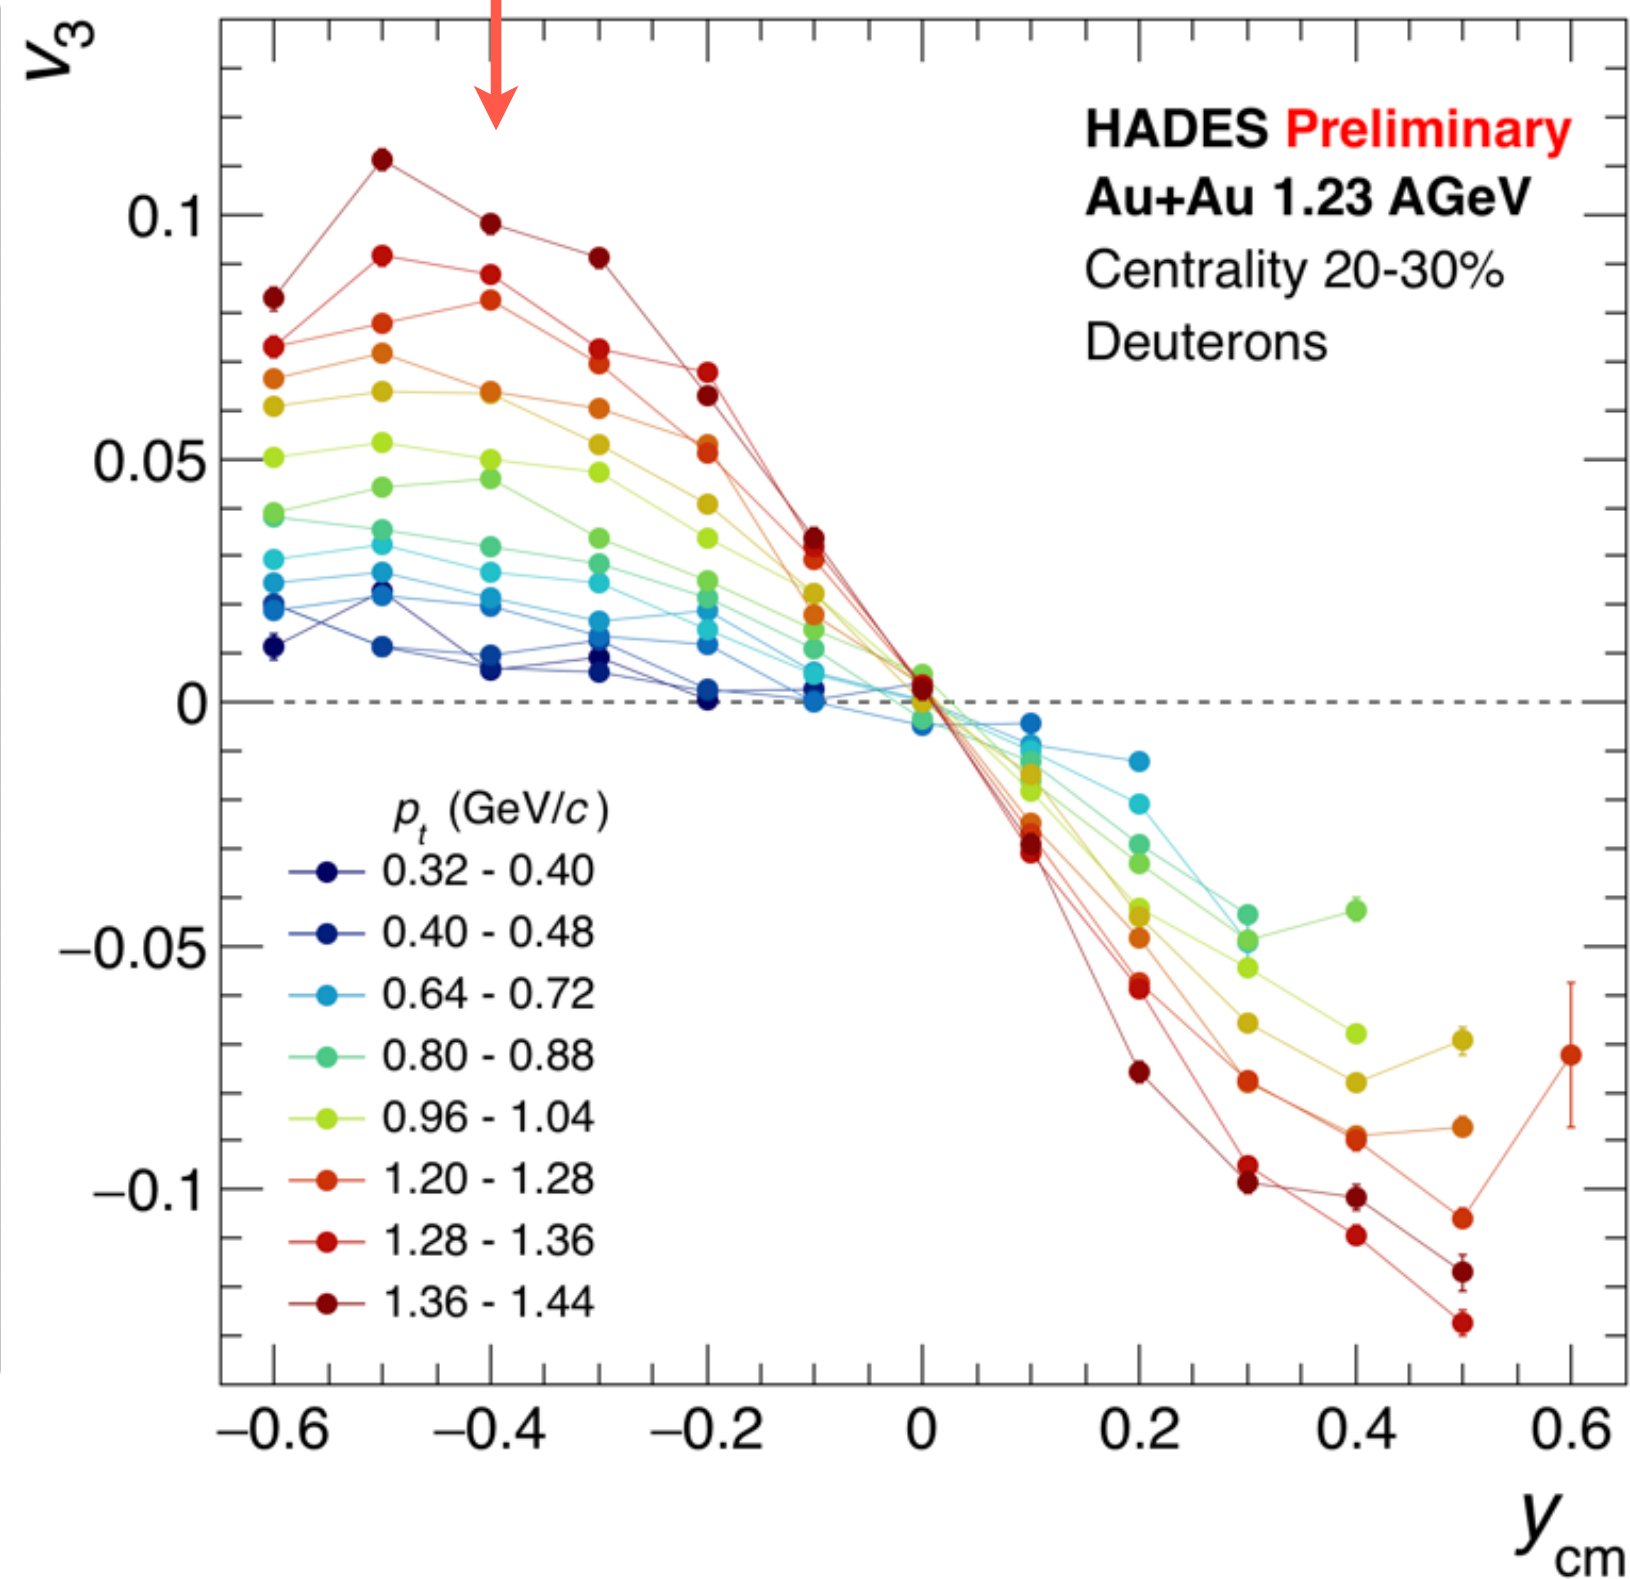 v3
HADES Preliminary
Au+Au 1.23 AGeV
Centrality 20-30%
Deuterons
0.1
0.05
0
−0.05
−0.1
pt (GeV/c)
0.32 - 0.40
0.40 - 0.48
0.64 - 0.72
0.80 - 0.88
0.96 - 1.04
1.20 - 1.28
1.28 - 1.36
1.36 - 1.44
−0.6 −0.4 −0.2 0 0.2 0.4 0.6
ycm